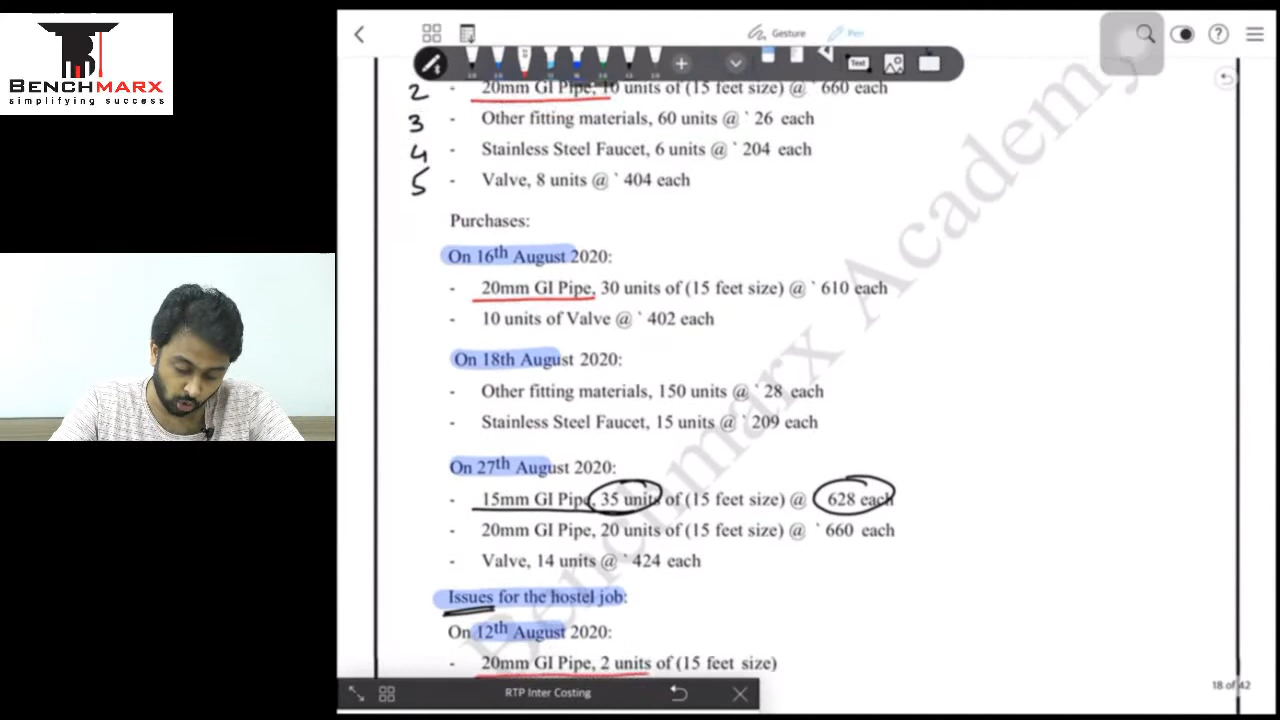 BENCHMARX
simplifying success
Gesture
Pen
Text
2 - 20mm GI Pipe, 10 units of (15 feet size) @ ` 660 each
3 - Other fitting materials, 60 units @ ` 26 each
4 - Stainless Steel Faucet, 6 units @ ` 204 each
5 - Valve, 8 units @ ` 404 each
Purchases:
On 16th August 2020:
- 20mm GI Pipe, 30 units of (15 feet size) @ ` 610 each
- 10 units of Valve @ ` 402 each
On 18th August 2020:
- Other fitting materials, 150 units @ ` 28 each
- Stainless Steel Faucet, 15 units @ ` 209 each
On 27th August 2020:
- 15mm GI Pipe, 35 units of (15 feet size) @ 628 each
- 20mm GI Pipe, 20 units of (15 feet size) @ ` 660 each
- Valve, 14 units @ ` 424 each
Issues for the hostel job:
On 12th August 2020:
- 20mm GI Pipe, 2 units of (15 feet size)
Benchmarx Academy
RTP Inter Costing
18 of 42